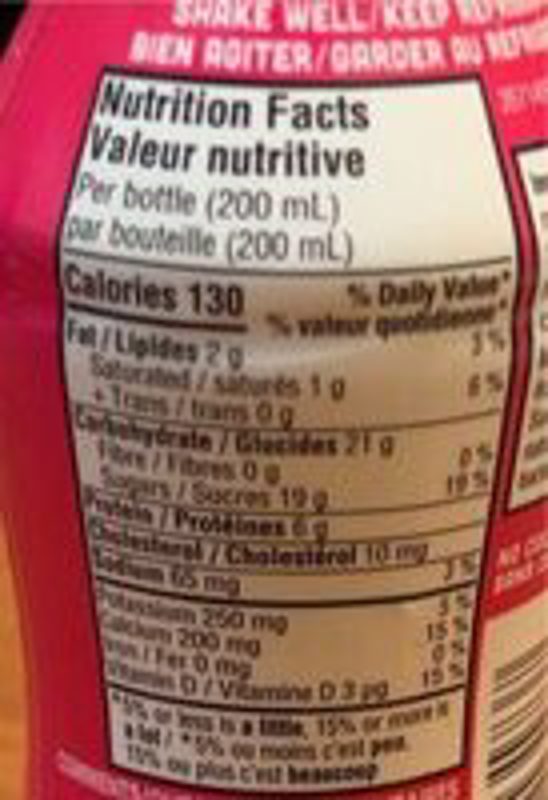 SHAKE WELL/KEEP
BIEN AGITER/GARDER AU
Nutrition Facts
Valeur nutritive
Per bottle (200 mL)
par bouteille (200 mL)
Calories 130 % Daily Value*
% valeur quotidienne*
Fat / Lipides 2 g 3 %
Saturated / saturés 1 g
+ Trans / trans 0 g 6 %
Carbohydrate / Glucides 21 g
Fibre / Fibres 0 g 0 %
Sugars / Sucres 19 g 19 %
Protein / Protéines 6 g
Cholesterol / Cholestérol 10 mg
Sodium 65 mg 3 %
Potassium 250 mg 5 %
Calcium 200 mg 15 %
Iron / Fer 0 mg 0 %
Vitamin D / Vitamine D 3 µg 15 %
*5% or less is a little, 15% or more is
a lot / *5% ou moins c'est peu,
15% ou plus c'est beaucoup